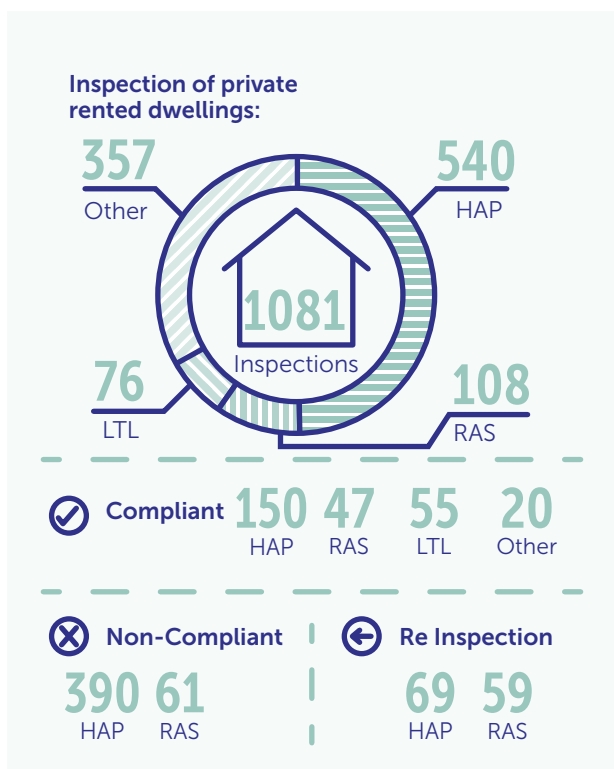 Inspection of private
rented dwellings:
357
Other
540
HAP
1081
Inspections
76
LTL
108
RAS
Compliant
150 47 55 20
HAP RAS LTL Other
Non-Compliant
390 61
HAP RAS
Re Inspection
69 59
HAP RAS